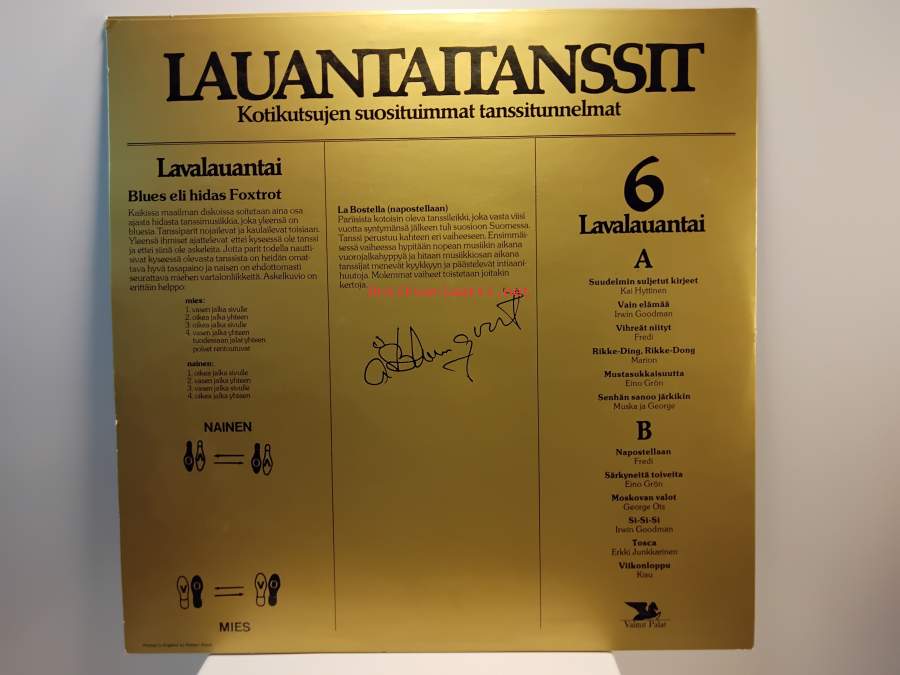 LAUANTAITANSSIT
Kotikutsujen suosituimmat tanssitunnelmat
Lavalauantai
Blues eli hidas Foxtrot
Kaikissa maailman diskoissa soitetaan aina osa
ajasta hidasta tanssimusiikkia, joka yleensä on
bluesia Tanssiparit nojailevat ja kaulailevat toisiaan.
Yleensä ihmiset ajattelevat ettei kyseessä ole tanssi
ja ettei siinä ole askeleita. Jotta parit todella nautti-
sivat kyseessä olevasta tanssista on heidän omat-
tava hyvä tasapaino ja naisen on ehdottomasti
seurattava miehen vartalonliikkeitä. Askelkuvio on
erittäin helppo:
mies:
1. vasen jalka sivulle
2. oikea jalka yhteen
3. oikea jalka sivulle
4. vasen jalka yhteen
tuodessaan jalat yhteen
polvet rentoutuvat
nainen:
1. oikea jalka sivulle
2. vasen jalka yhteen
3. vasen jalka sivulle
4. oikea jalka yhteen
NAINEN
MIES
La Bostella (napostellaan)
Pariisista kotoisin oleva tanssileikki, joka vasta viisi
vuotta syntymänsä jälkeen tuli suosioon Suomessa.
Tanssi perustuu kahteen eri vaiheeseen. Ensimmäi-
sessä vaiheessa hypitään nopean musiikin aikana
vuorojalkahyppyä ja hitaan musiikkiosan aikana
tanssijat menevät kyykkyyn ja päästelevät intiaani-
huutoja. Molemmat vaiheet toistetaan joitakin
kertoja.
6
Lavalauantai
A
Suudelmin suljetut kirjeet
Kai Hyttinen
Vain elämää
Irwin Goodman
Vihreät niityt
Fredi
Rikke-Ding, Rikke-Dong
Marion
Mustasukkaisuutta
Eino Grön
Senhän sanoo järkikin
Muska ja George
B
Napostellaan
Fredi
Särkyneitä toiveita
Eino Grön
Moskovan valot
George Ots
Si-Si-Si
Irwin Goodman
Tosca
Erkki Junkkarinen
Viikonloppu
Kisu
Valitut Palat